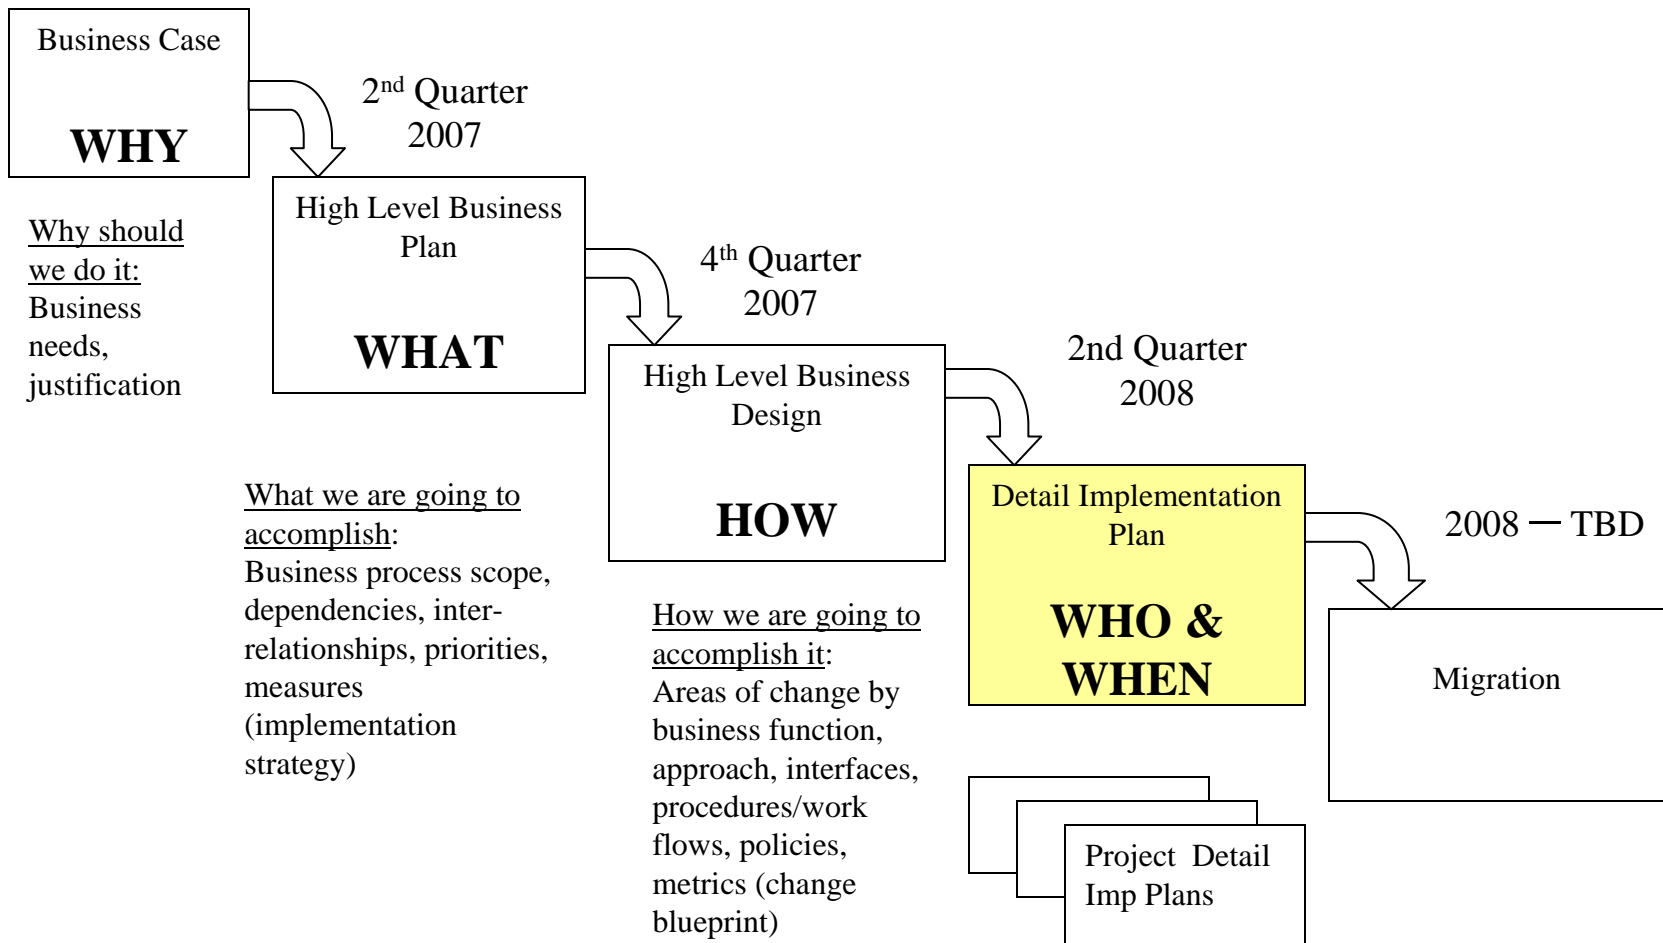 Business Case
WHY
2nd Quarter
2007
Why should
we do it:
Business
needs,
justification
High Level Business
Plan
WHAT
4th Quarter
2007
What we are going to
accomplish:
Business process scope,
dependencies, inter-
relationships, priorities,
measures
(implementation
strategy)
High Level Business
Design
HOW
2nd Quarter
2008
How we are going to
accomplish it:
Areas of change by
business function,
approach, interfaces,
procedures/work
flows, policies,
metrics (change
blueprint)
Detail Implementation
Plan
WHO &
WHEN
2008 — TBD
Project  Detail
Imp Plans
Migration